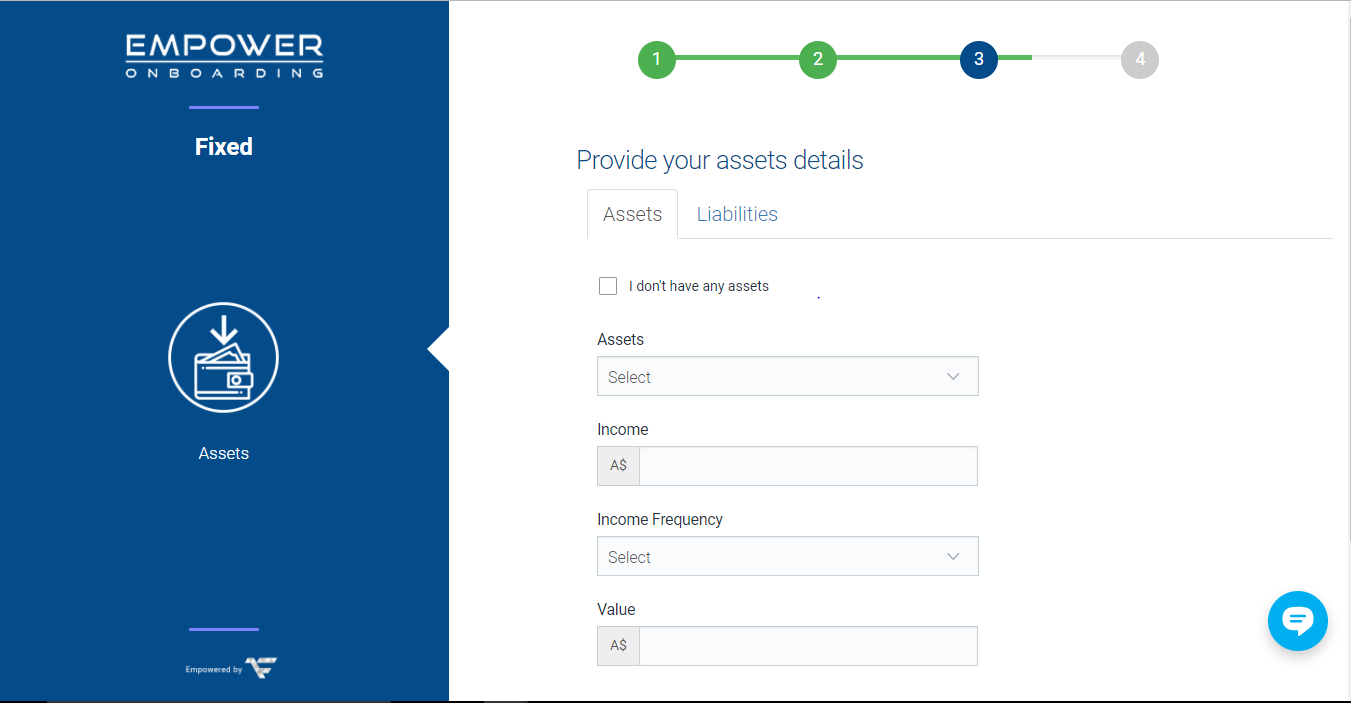 EMPOWER
ONBOARDING
Fixed
Assets
Empowered by
1 2 3 4
Provide your assets details
Assets Liabilities
I don't have any assets
Assets
Select
Income
A$
Income Frequency
Select
Value
A$